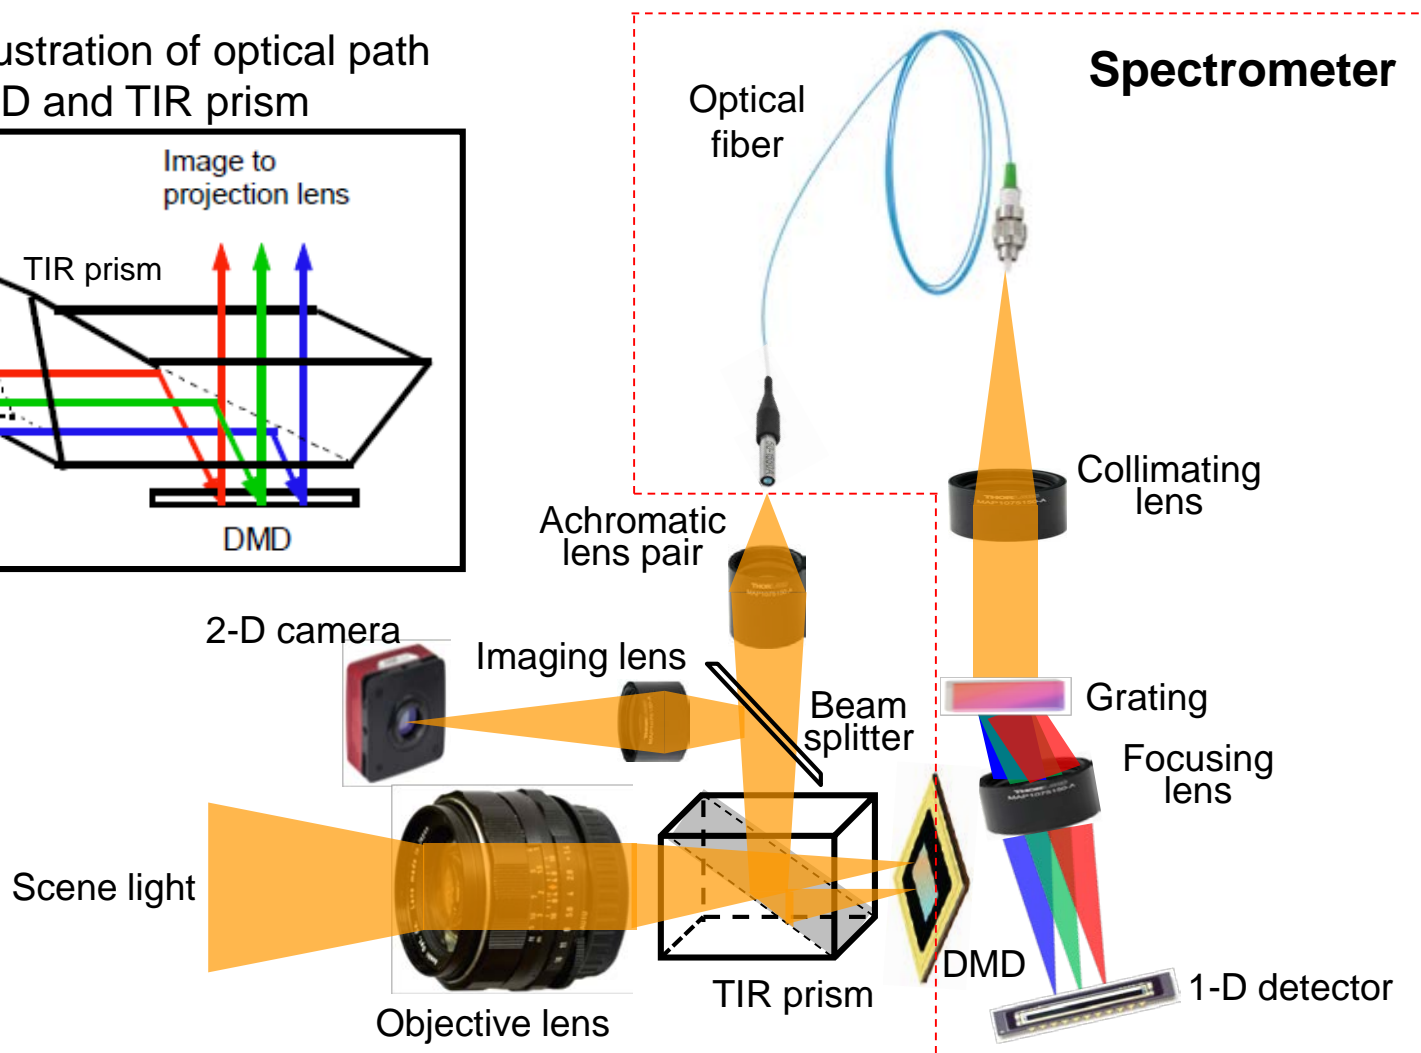 ustration of optical path
D and TIR prism
Image to
projection lens
TIR prism
DMD
Spectrometer
Optical
fiber
Collimating
lens
Achromatic
lens pair
2-D camera
Imaging lens
Beam
splitter
Grating
Focusing
lens
Scene light
Objective lens
TIR prism
DMD
1-D detector